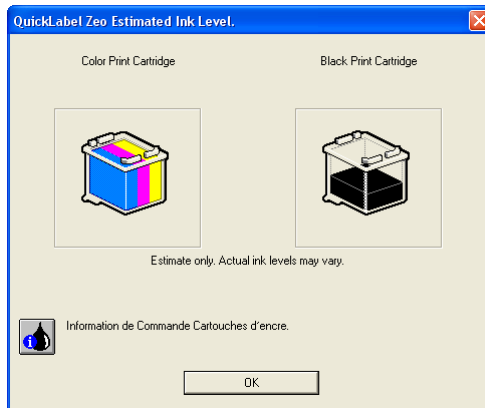 QuickLabel Zeo Estimated Ink Level.
Color Print Cartridge
Black Print Cartridge
Estimate only. Actual ink levels may vary.
Information de Commande Cartouches d'encre.
OK